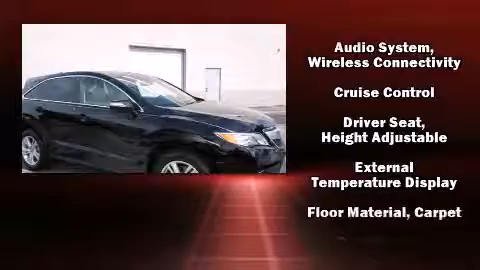 Audio System,
Wireless Connectivity
Cruise Control
Driver Seat,
Height Adjustable
External
Temperature Display
Floor Material, Carpet